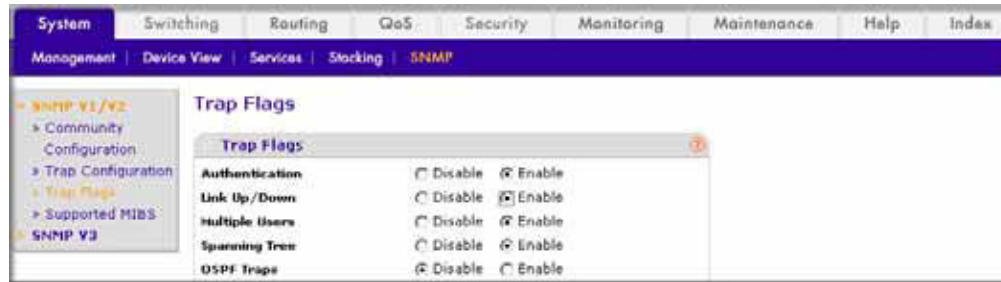 System Switching Routing QoS Security Monitoring Maintenance Help Index
Management Device View Services Stocking SNMP
SNMP V1/V2
Community
Configuration
Trap Configuration
Trap Flags
Supported MIBS
SNMP V3
Trap Flags
Trap Flags
Authentication Disable Enable
Link Up/Down Disable Enable
Multiple Users Disable Enable
Spanning Tree Disable Enable
OSPF Traps Disable Enable